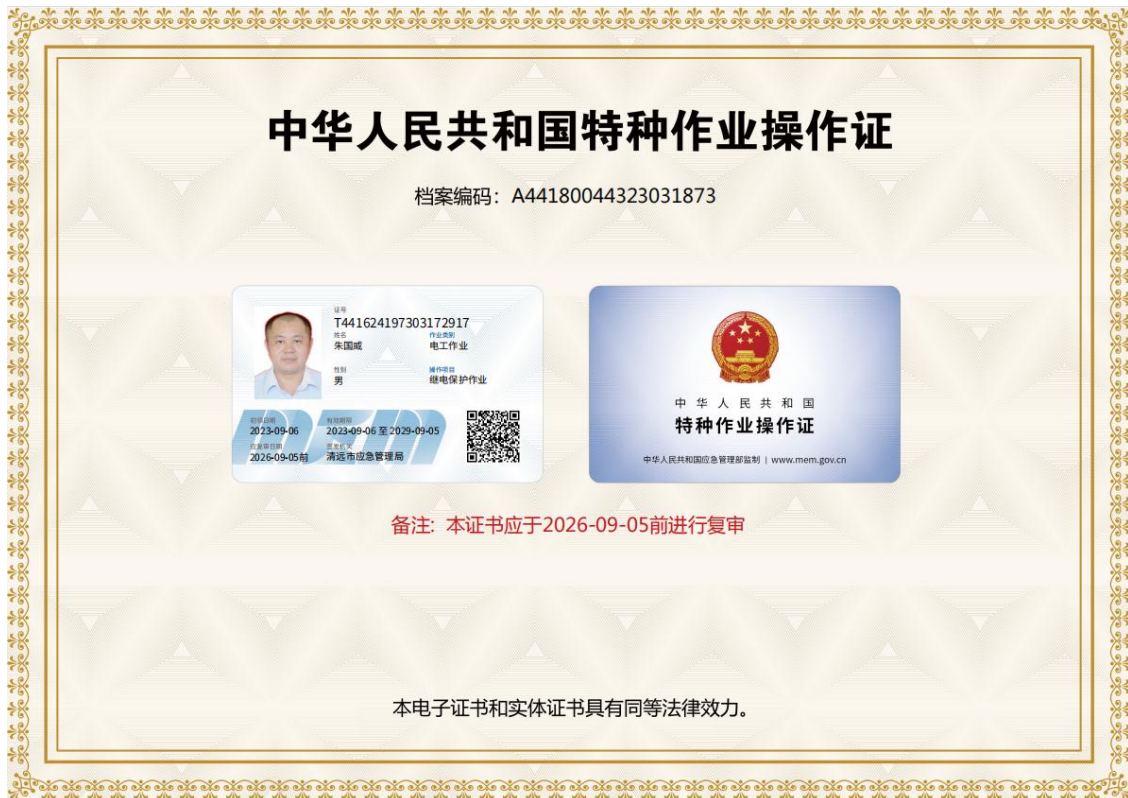 中华人民共和国特种作业操作证
档案编码：A44180044323031873
证号
T441624197303172917
姓名 作业类别
朱国威 电工作业
性别 操作项目
男 继电保护作业
初领日期 有效期限
2023-09-06 2023-09-06 至 2029-09-05
应复审日期 签发机关
2026-09-05前 清远市应急管理局
中华人民共和国
特种作业操作证
中华人民共和国应急管理部监制 | www.mem.gov.cn
备注：本证书应于2026-09-05前进行复审
本电子证书和实体证书具有同等法律效力。